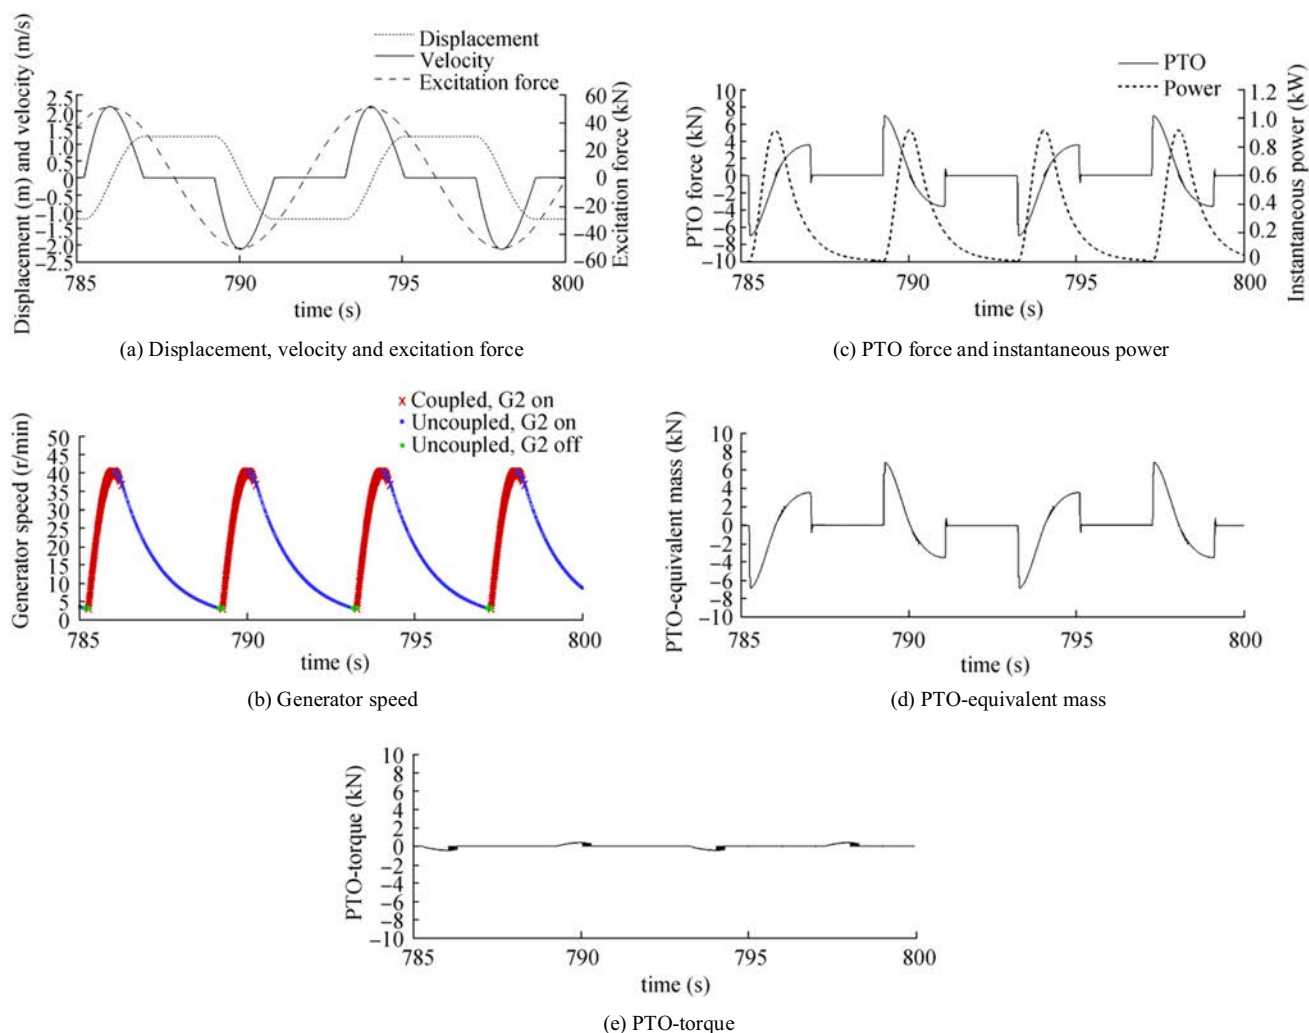 Displacement
Velocity
Excitation force
Displacement (m) and velocity (m/s)
2.5
2.0
1.5
1.0
0.5
0
−0.5
−1.0
−1.5
−2.0
−2.5
60
40
20
0
−20
−40
−60
Excitation force (kN)
785 790 795 800
time (s)
(a) Displacement, velocity and excitation force
PTO
Power
PTO force (kN)
10
8
6
4
2
0
−2
−4
−6
−8
−10
1.2
1.0
0.8
0.6
0.4
0.2
0
Instantaneous power (kW)
785 790 795 800
time (s)
(c) PTO force and instantaneous power
Coupled, G2 on
Uncoupled, G2 on
Uncoupled, G2 off
Generator speed (r/min)
50
45
40
35
30
25
20
15
10
5
0
785 790 795 800
time (s)
(b) Generator speed
PTO-equivalent mass (kN)
10
8
6
4
2
0
−2
−4
−6
−8
−10
785 790 795 800
time (s)
(d) PTO-equivalent mass
PTO-torque (kN)
10
8
6
4
2
0
−2
−4
−6
−8
−10
785 790 795 800
time (s)
(e) PTO-torque